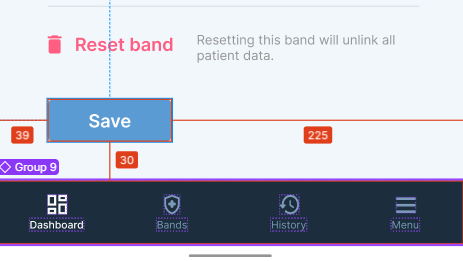 Reset band
Resetting this band will unlink all
patient data.
Save
39
225
30
Group 9
Dashboard
Bands
History
Menu